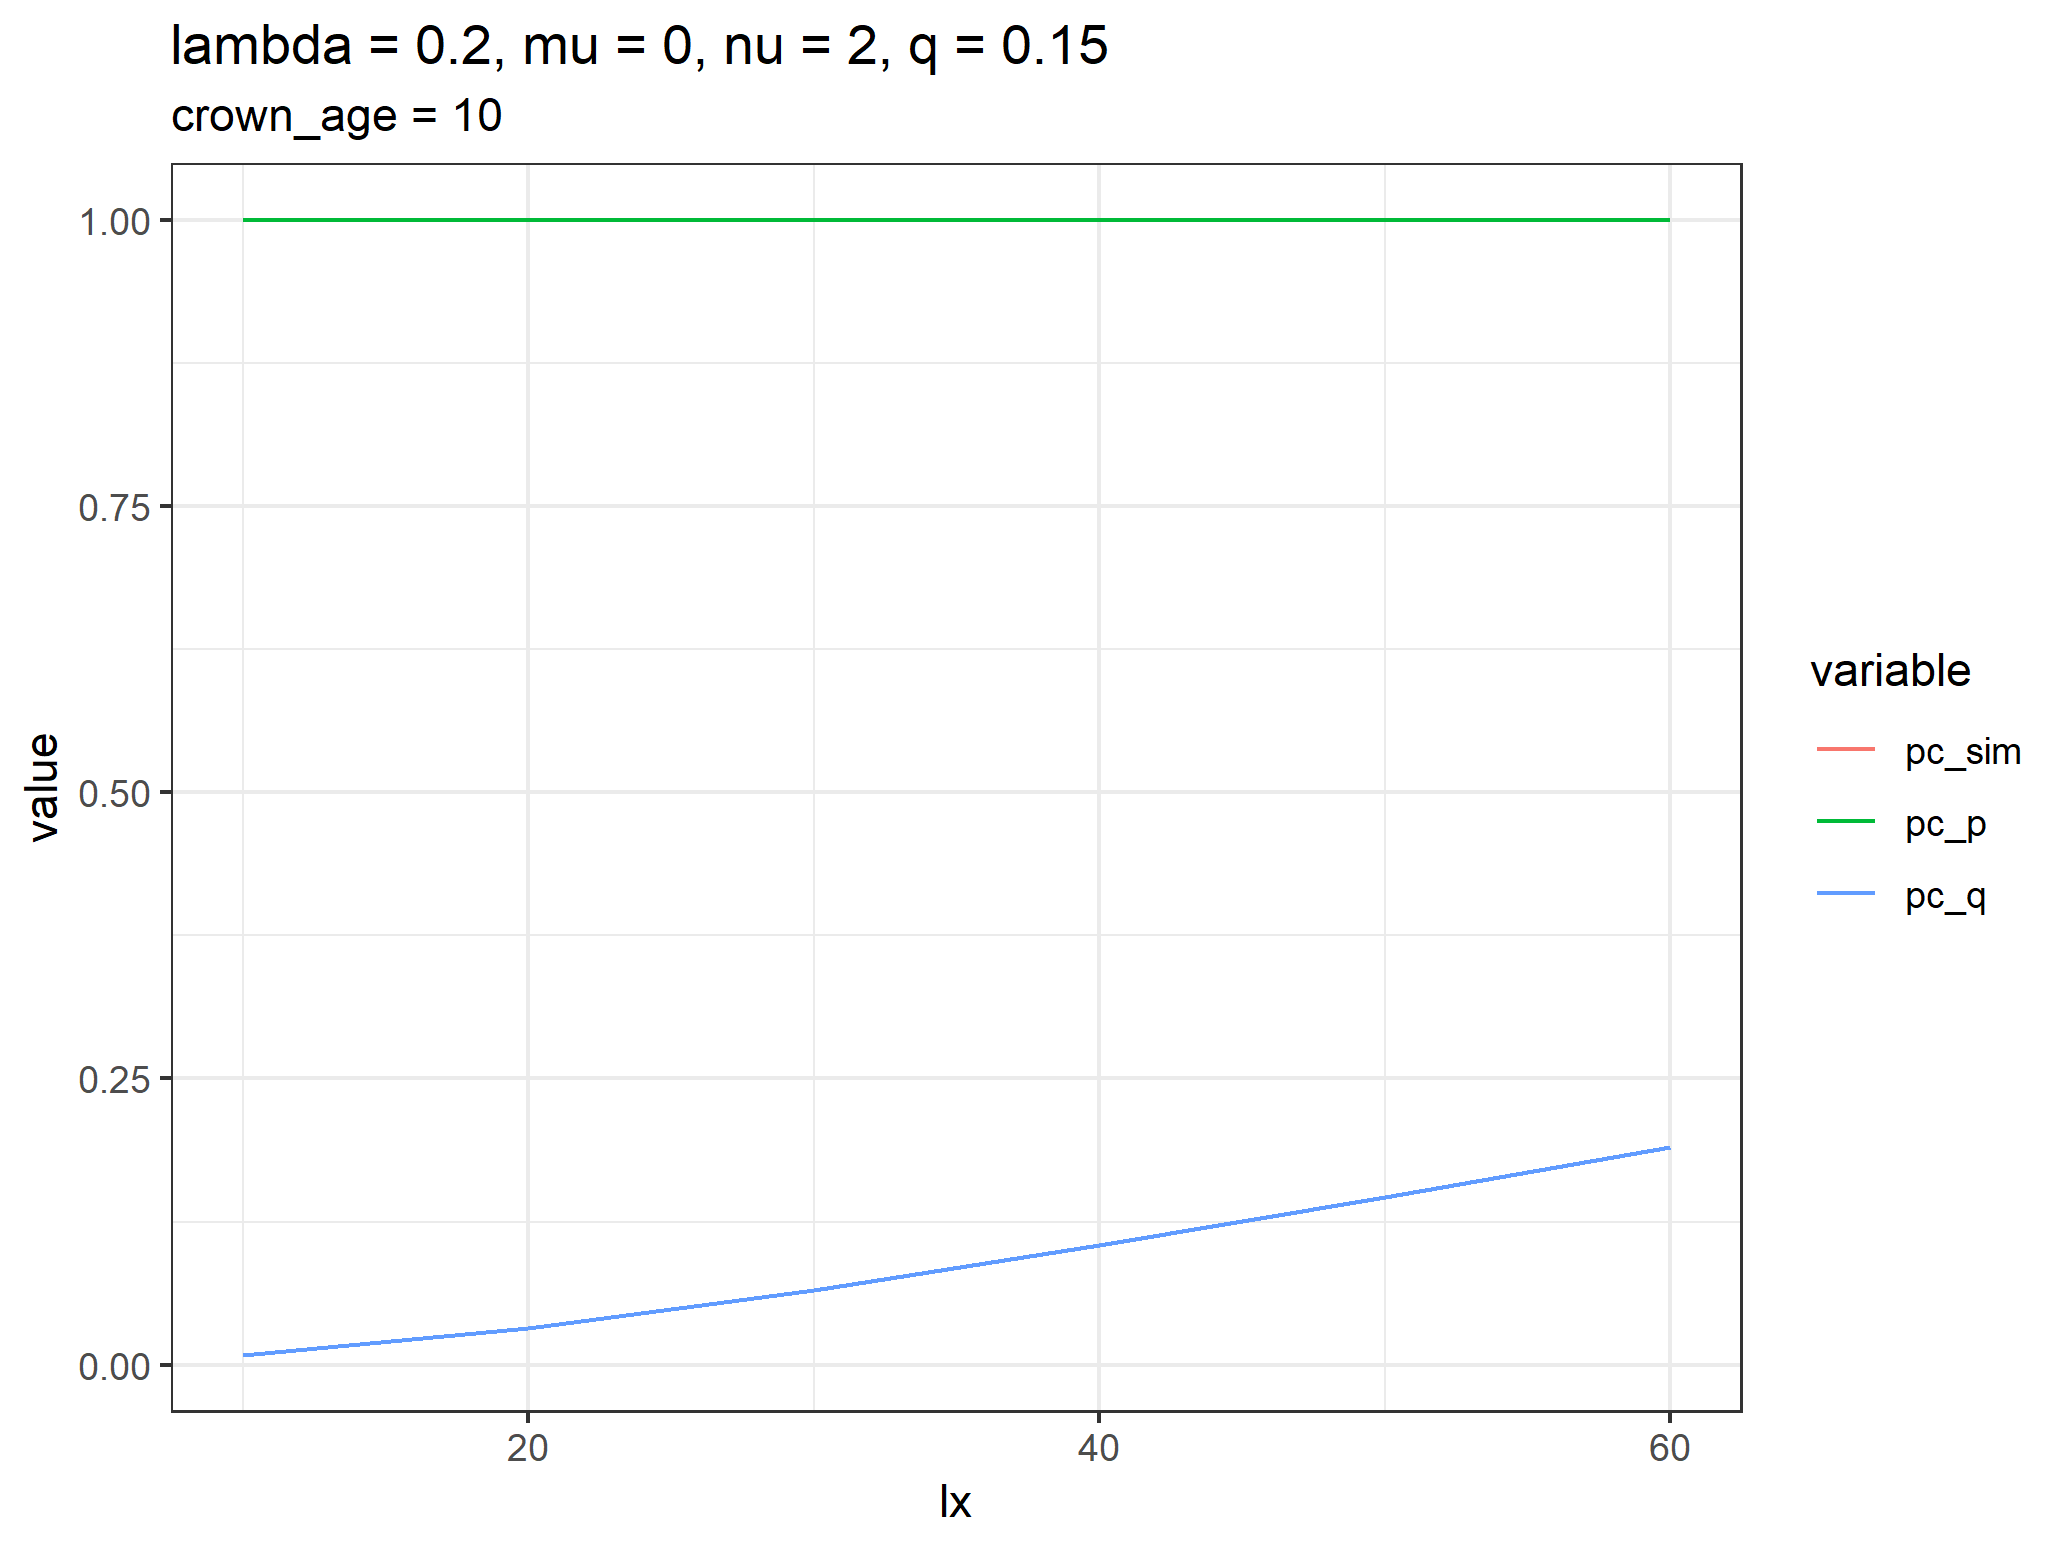 lambda = 0.2, mu = 0, nu = 2, q = 0.15
crown_age = 10
1.00
0.75
0.50
0.25
0.00
value
20 40 60
lx
variable
pc_sim
pc_p
pc_q